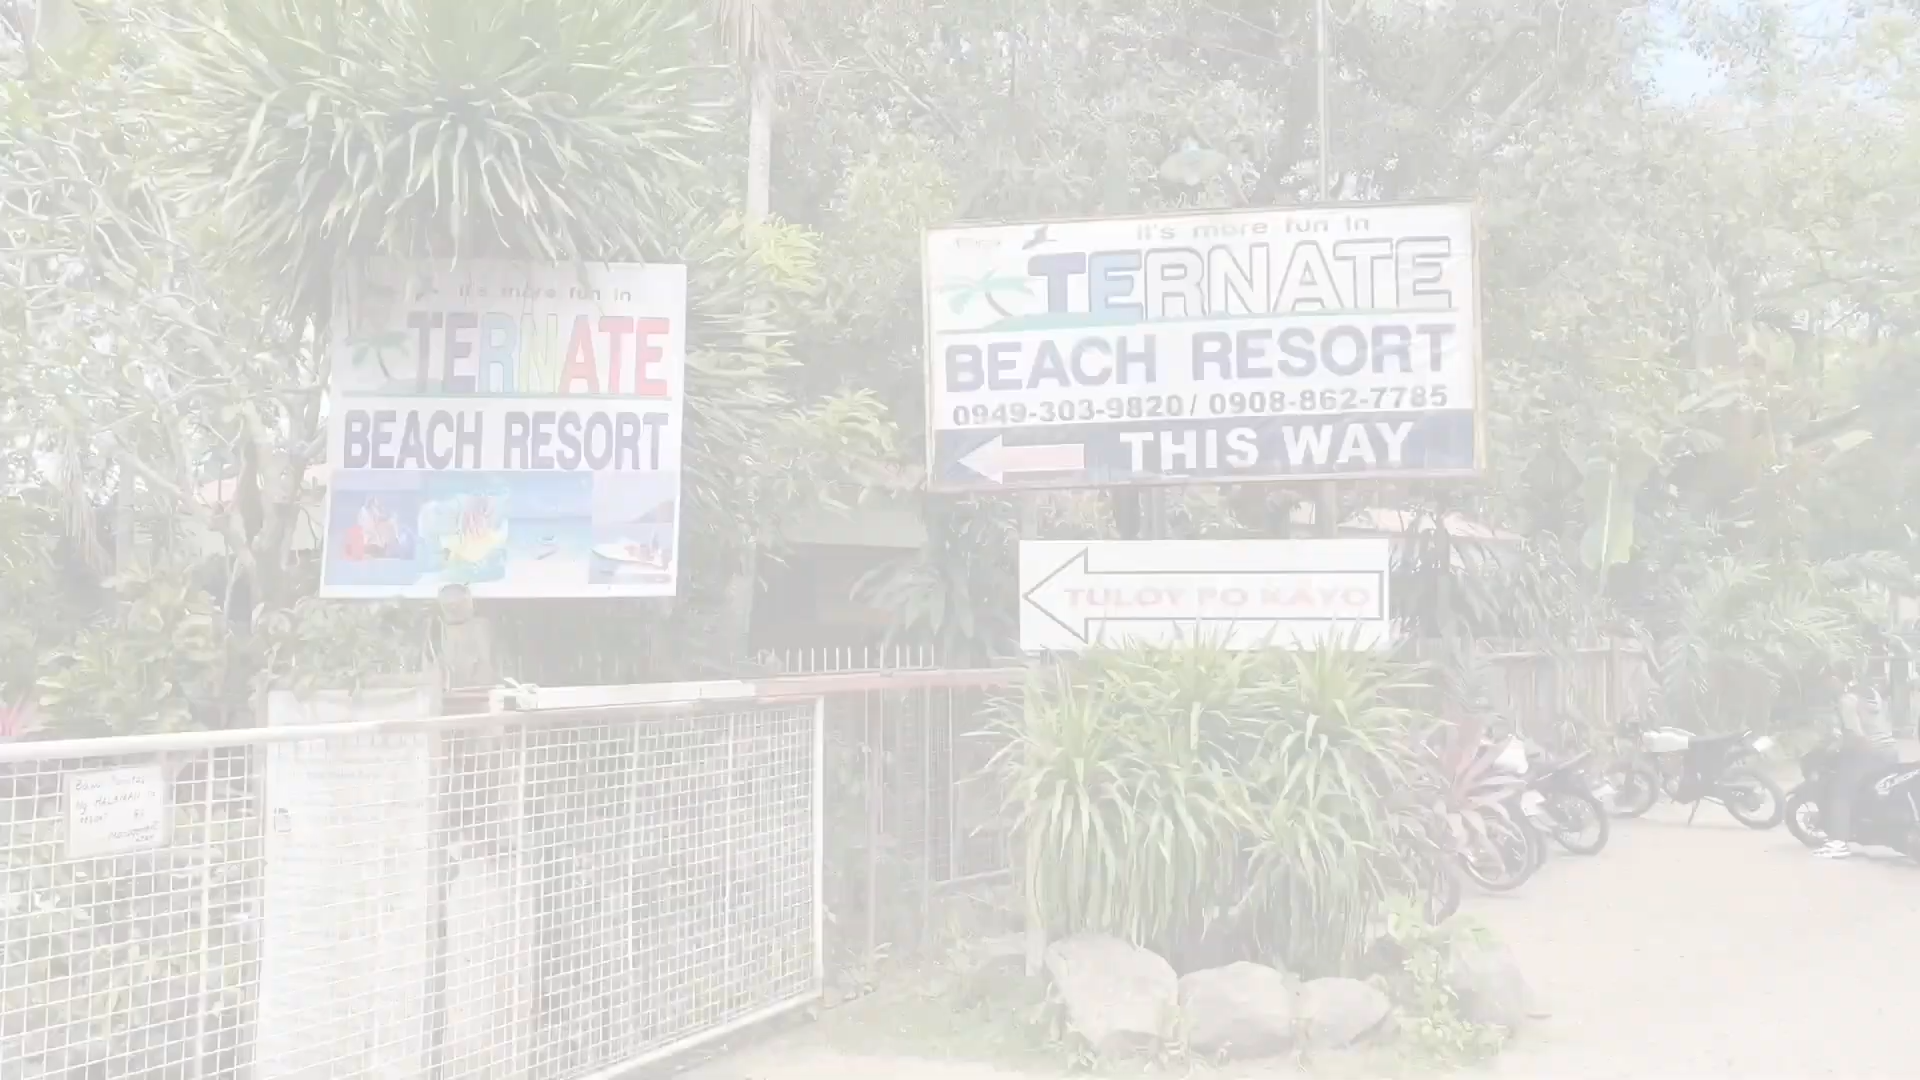 it's more fun in
TERNATE
BEACH RESORT
it's more fun in
TERNATE
BEACH RESORT
0949-303-9820 / 0908-862-7785
THIS WAY
TULOY PO KAYO